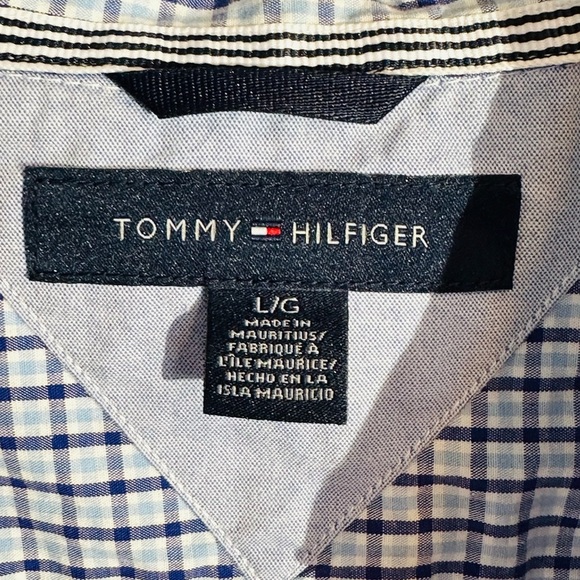 TOMMY HILFIGER
L/G
MADE IN
MAURITIUS/
FABRIQUÉ À
L'ÎLE MAURICE/
HECHO EN LA
ISLA MAURICIO